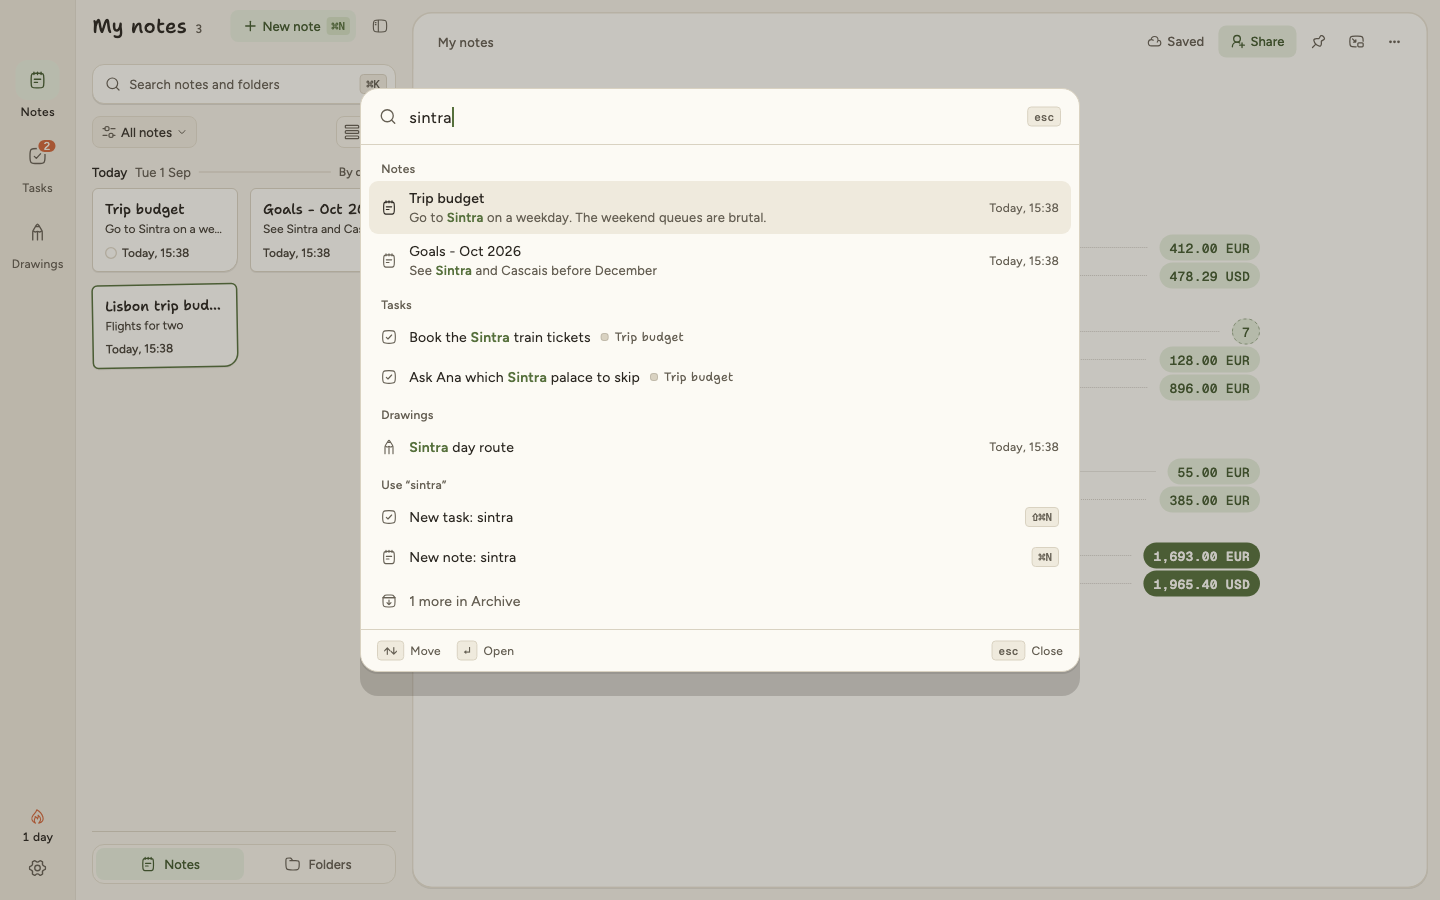 My notes 3
New note ⌘N
Search notes and folders ⌘K
All notes
Today Tue 1 Sep
Trip budget
Go to Sintra on a we…
Today, 15:38
Goals - Oct
See Sintra and Cas
Today, 15:38
Lisbon trip bud…
Flights for two
Today, 15:38
Notes
2
Tasks
Drawings
1 day
Notes Folders
My notes
Saved Share
sintra esc
Notes
Trip budget
Go to Sintra on a weekday. The weekend queues are brutal.
Today, 15:38
Goals - Oct 2026
See Sintra and Cascais before December
Today, 15:38
Tasks
Book the Sintra train tickets Trip budget
Ask Ana which Sintra palace to skip Trip budget
Drawings
Sintra day route Today, 15:38
Use “sintra”
New task: sintra ⇧⌘N
New note: sintra ⌘N
1 more in Archive
↑↓ Move ↵ Open esc Close
412.00 EUR
478.29 USD
7
128.00 EUR
896.00 EUR
55.00 EUR
385.00 EUR
1,693.00 EUR
1,965.40 USD